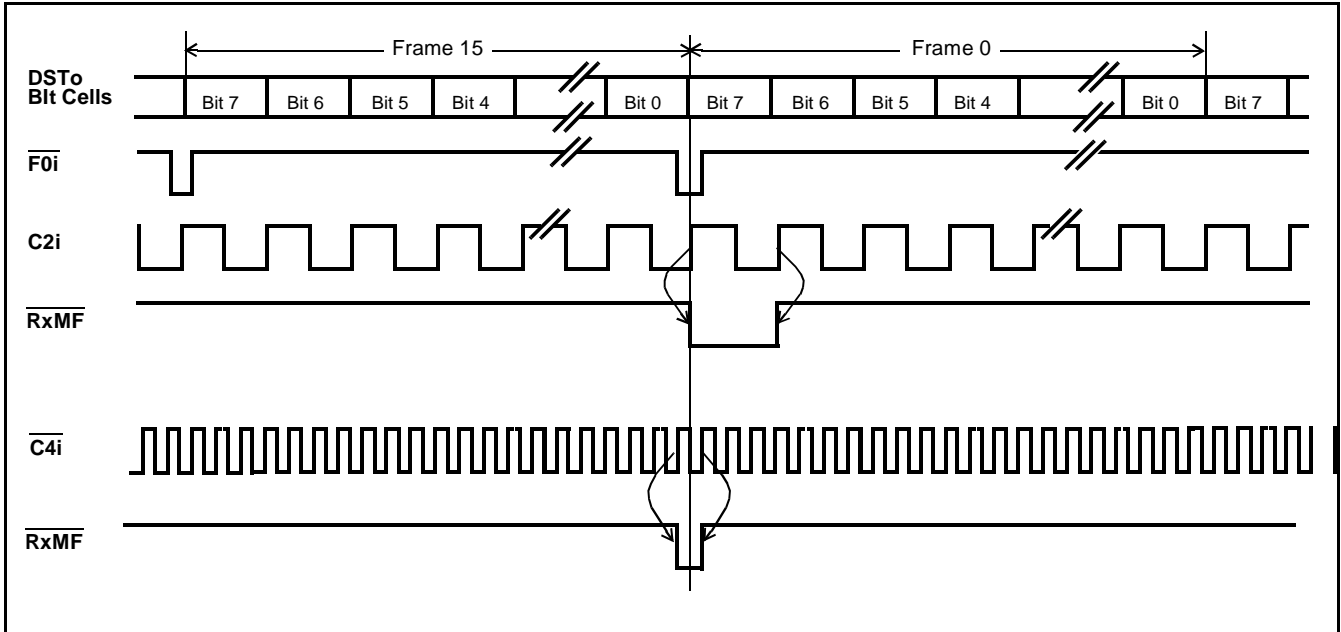 Frame 15 Frame 0
DSTo
BIt Cells
Bit 7 Bit 6 Bit 5 Bit 4 Bit 0 Bit 7 Bit 6 Bit 5 Bit 4 Bit 0 Bit 7
F0i
C2i
RxMF
C4i
RxMF